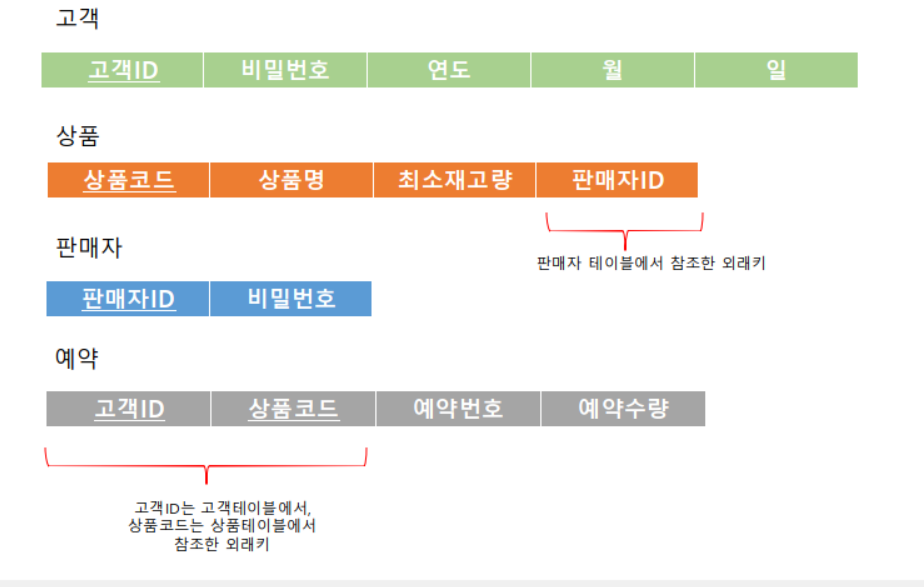 고객
고객ID 비밀번호 연도 월 일
상품
상품코드 상품명 최소재고량 판매자ID
판매자 테이블에서 참조한 외래키
판매자
판매자ID 비밀번호
예약
고객ID 상품코드 예약번호 예약수량
고객ID는 고객테이블에서,
상품코드는 상품테이블에서
참조한 외래키